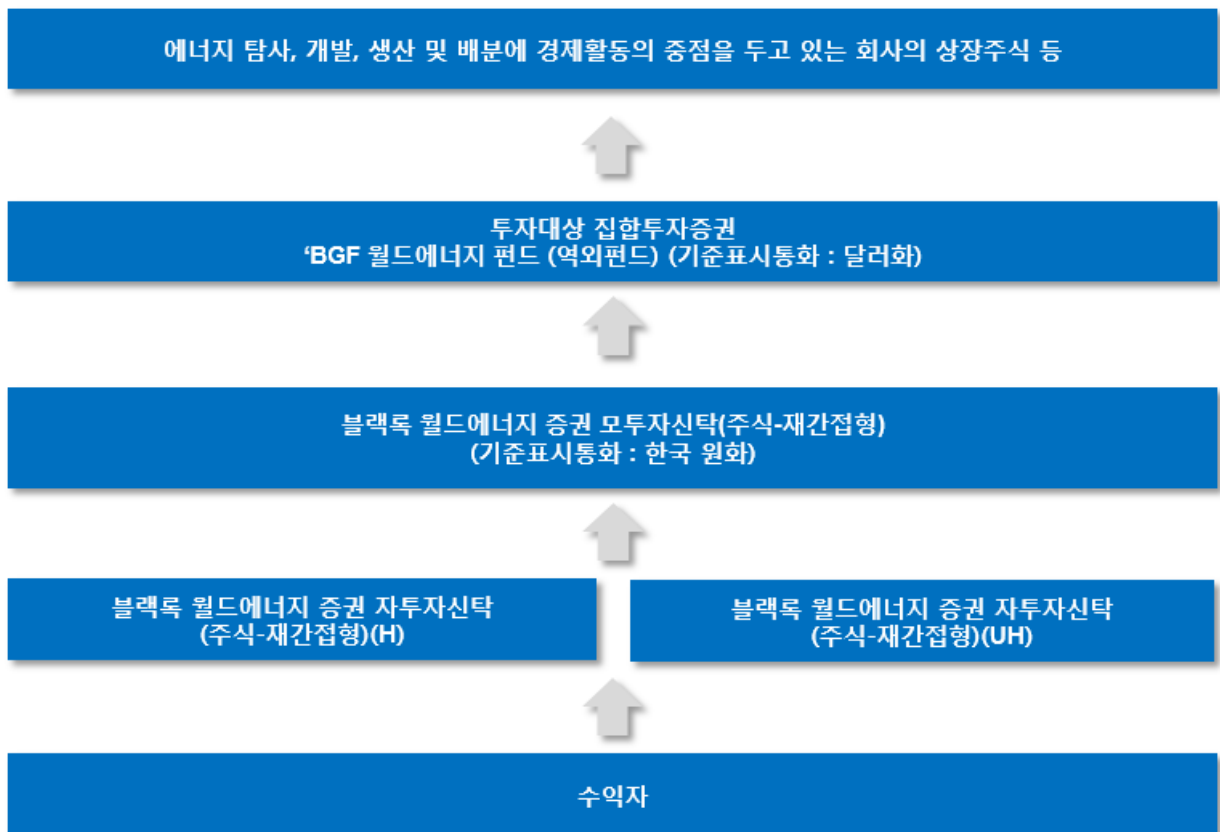 에너지 탐사, 개발, 생산 및 배분에 경제활동의 중점을 두고 있는 회사의 상장주식 등
투자대상 집합투자증권
‘BGF 월드에너지 펀드 (역외펀드) (기준표시통화 : 달러화)
블랙록 월드에너지 증권 모투자신탁(주식-재간접형)
(기준표시통화 : 한국 원화)
블랙록 월드에너지 증권 자투자신탁
(주식-재간접형)(H)
블랙록 월드에너지 증권 자투자신탁
(주식-재간접형)(UH)
수익자